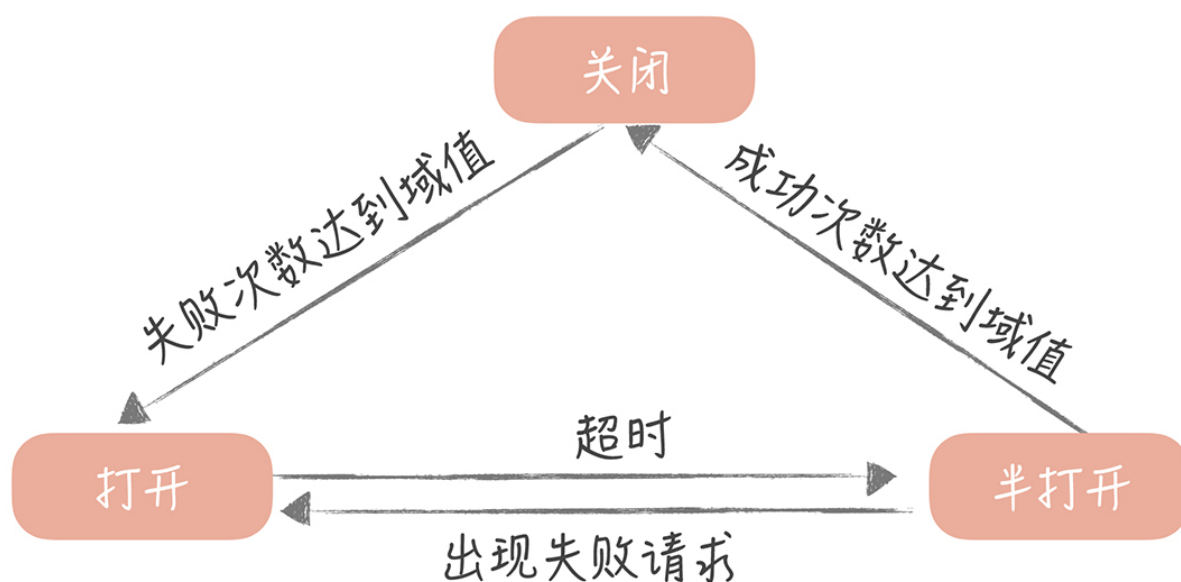 关闭
失败次数达到域值
成功次数达到域值
超时
打开
半打开
出现失败请求